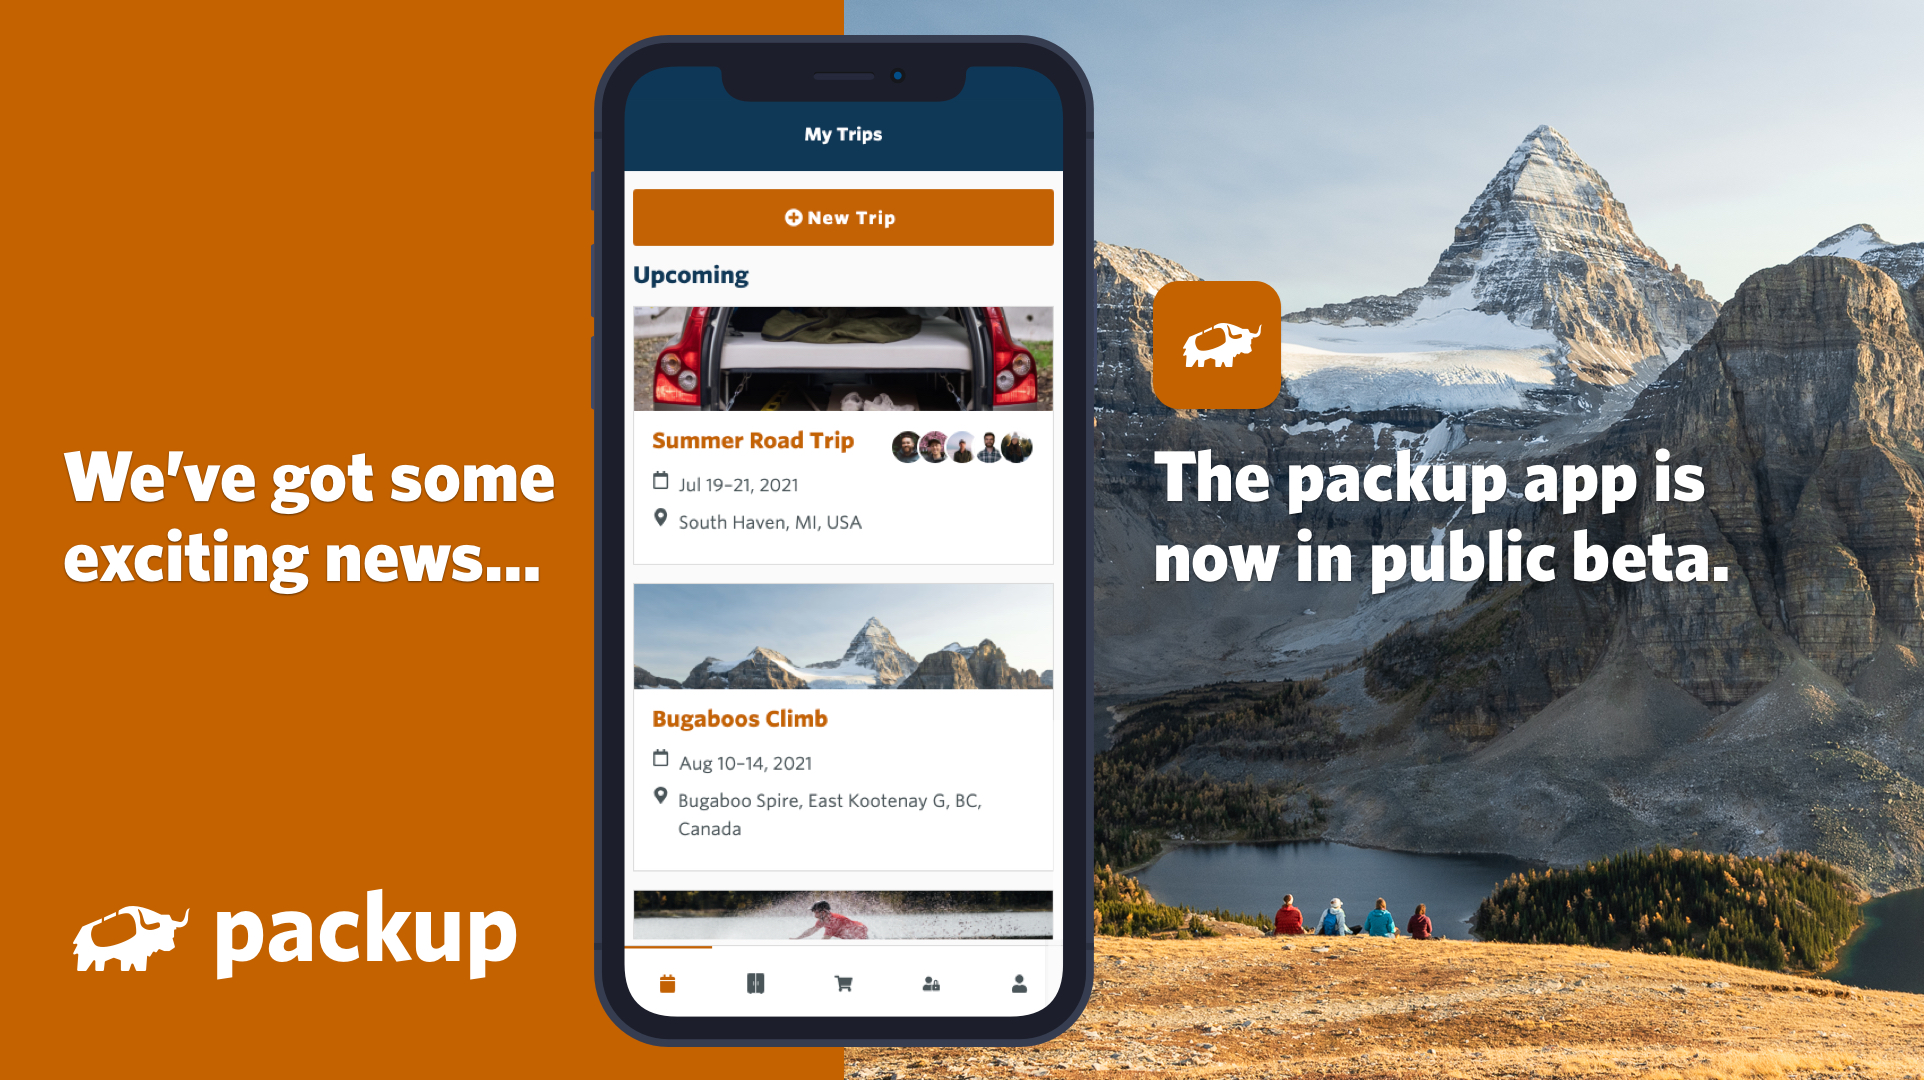 We've got some
exciting news...
packup
My Trips
New Trip
Upcoming
Summer Road Trip
Jul 19–21, 2021
South Haven, MI, USA
Bugaboos Climb
Aug 10–14, 2021
Bugaboo Spire, East Kootenay G, BC,
Canada
The packup app is
now in public beta.